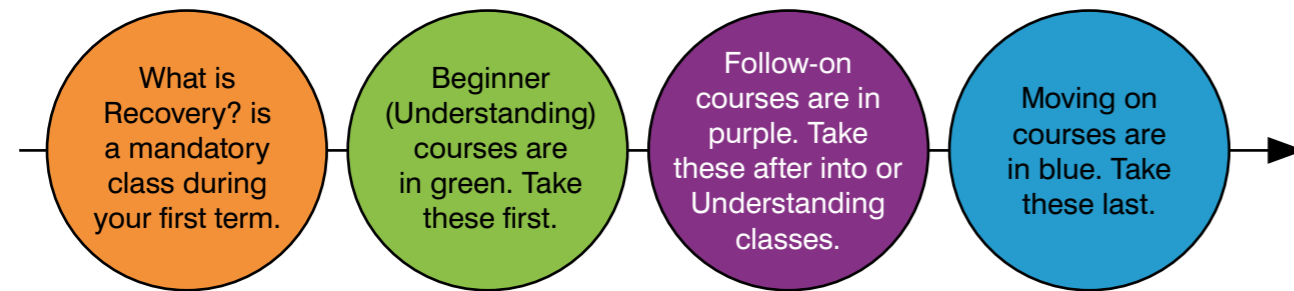 What is
Recovery? is
a mandatory
class during
your first term.
Beginner
(Understanding)
courses are
in green. Take
these first.
Follow-on
courses are in
purple. Take
these after into or
Understanding
classes.
Moving on
courses are
in blue. Take
these last.